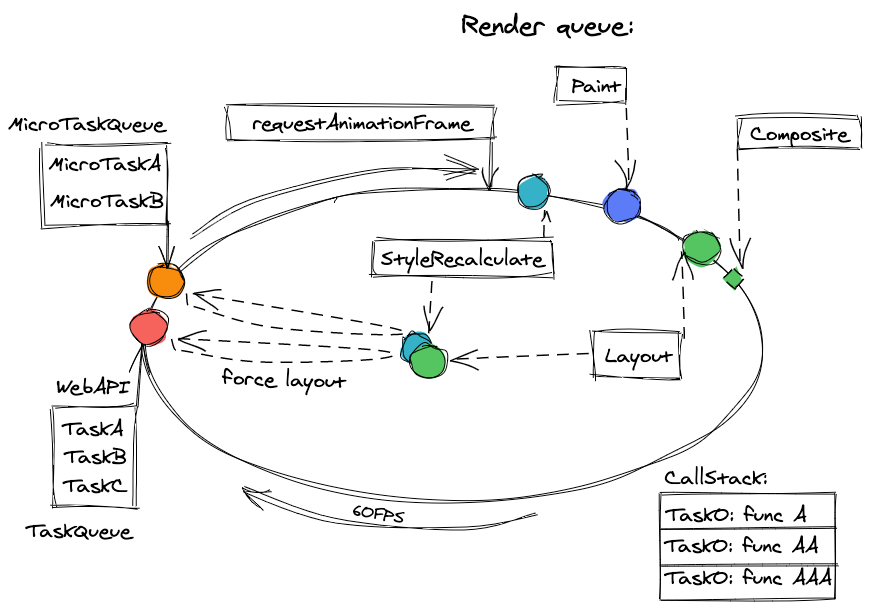 Render queue:
Paint
requestAnimationFrame
Composite
MicroTaskQueue
MicroTaskA
MicroTaskB
StyleRecalculate
Layout
force layout
WebAPI
TaskA
TaskB
TaskC
TaskQueue
60FPS
CallStack:
TaskO: func A
TaskO: func AA
TaskO: func AAA